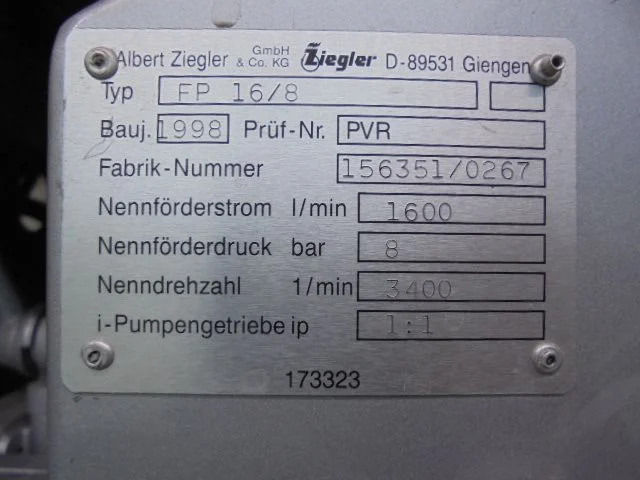 Albert Ziegler GmbH & Co. KG Ziegler D-89531 Giengen
Typ FP 16/8
Bauj. 1998 Prüf-Nr. PVR
Fabrik-Nummer 156351/0267
Nennförderstrom l/min 1600
Nennförderdruck bar 8
Nenndrehzahl 1/min 3400
i-Pumpengetriebe ip 1:1
173323